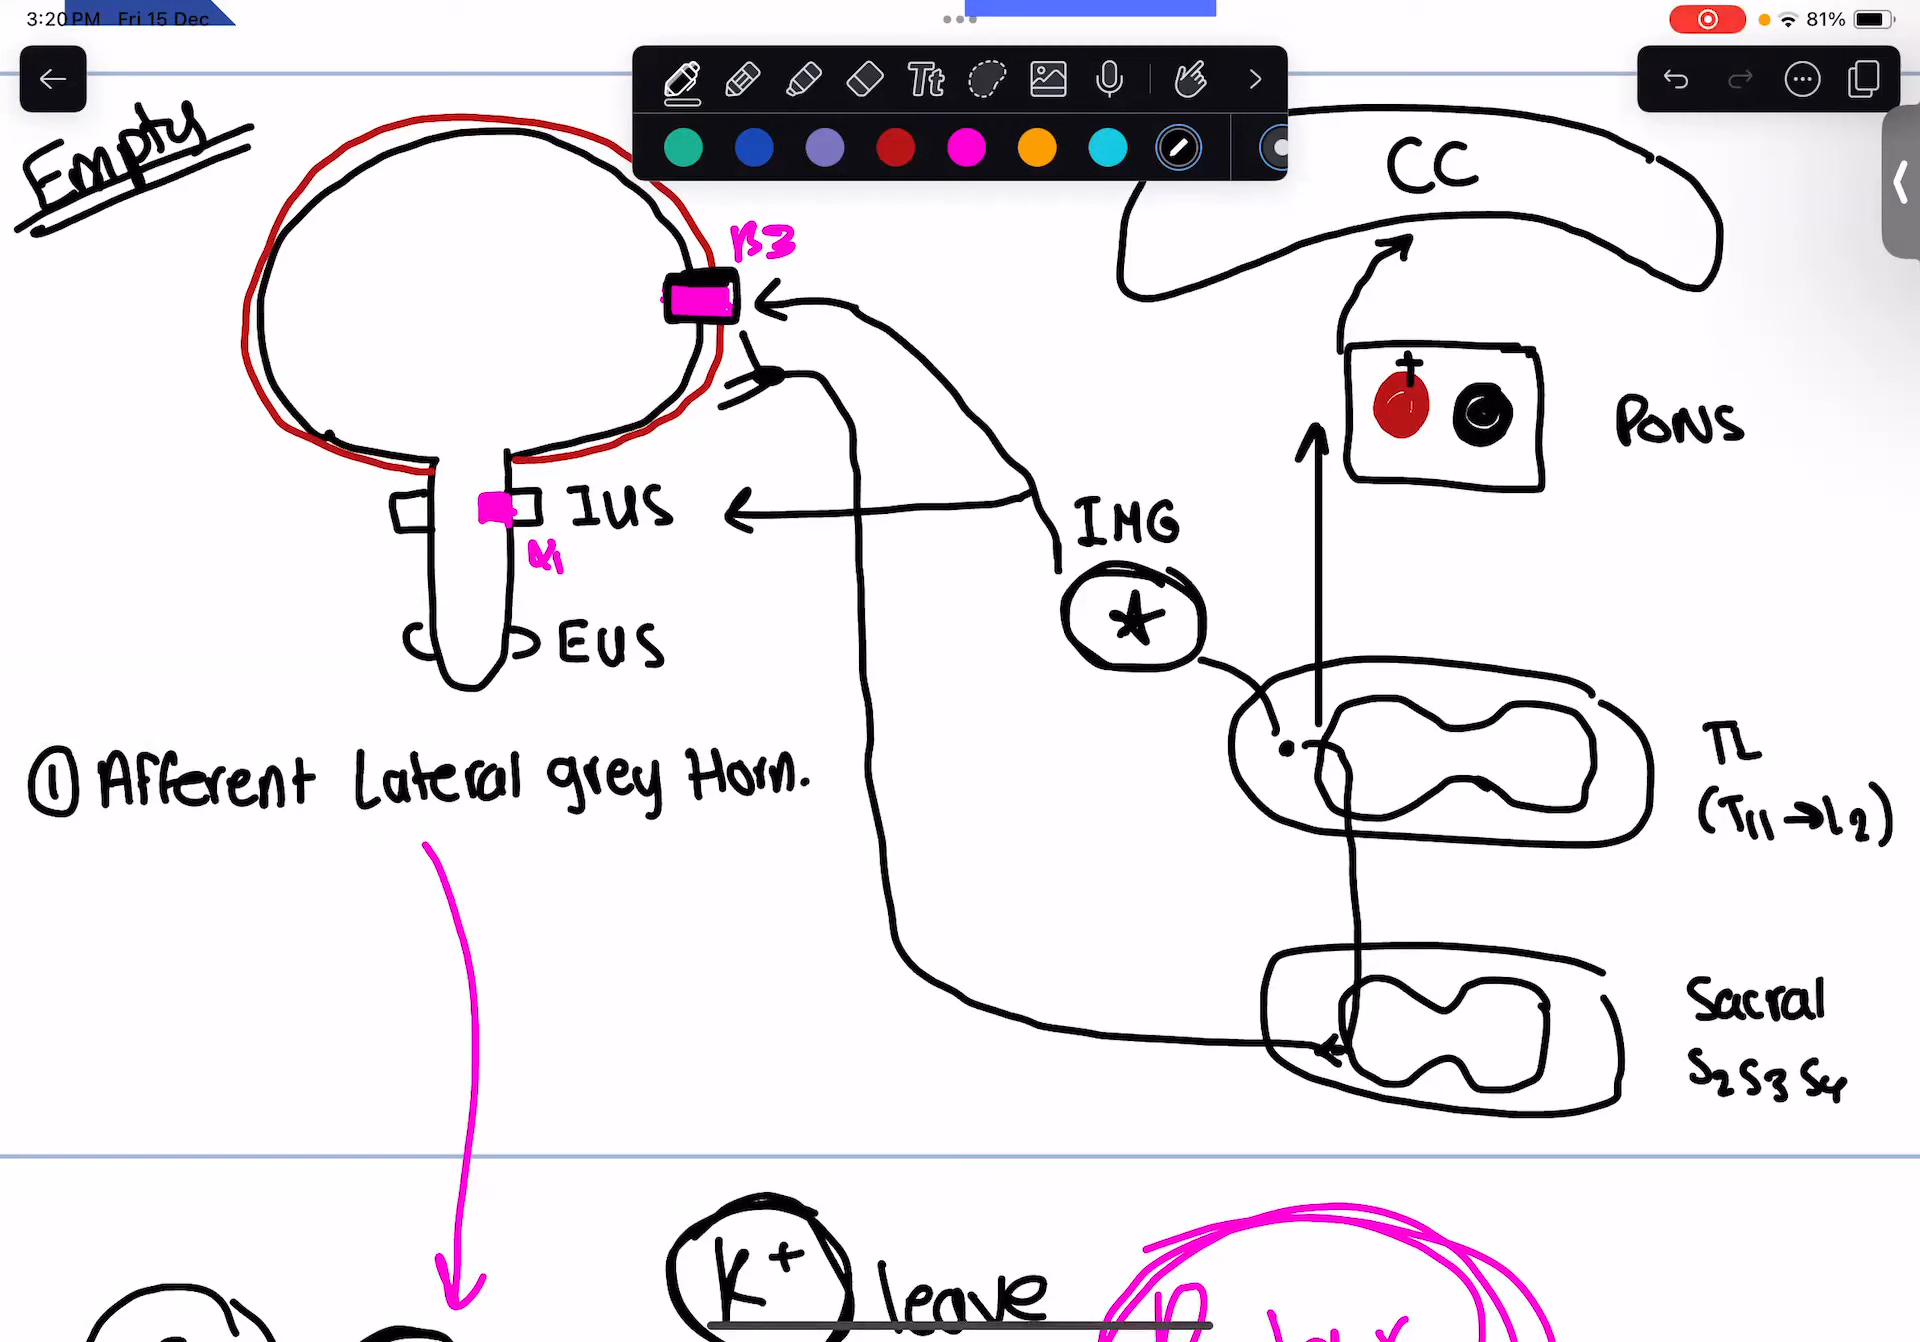 3:20 PM Fri 15 Dec
81%
Tt
Empty
CC
β3
PONS
IUS
IMG
α1
EUS
TL
(T11→L2)
① Afferent Lateral grey Horn.
Sacral
S2 S3 S4
K+
leave